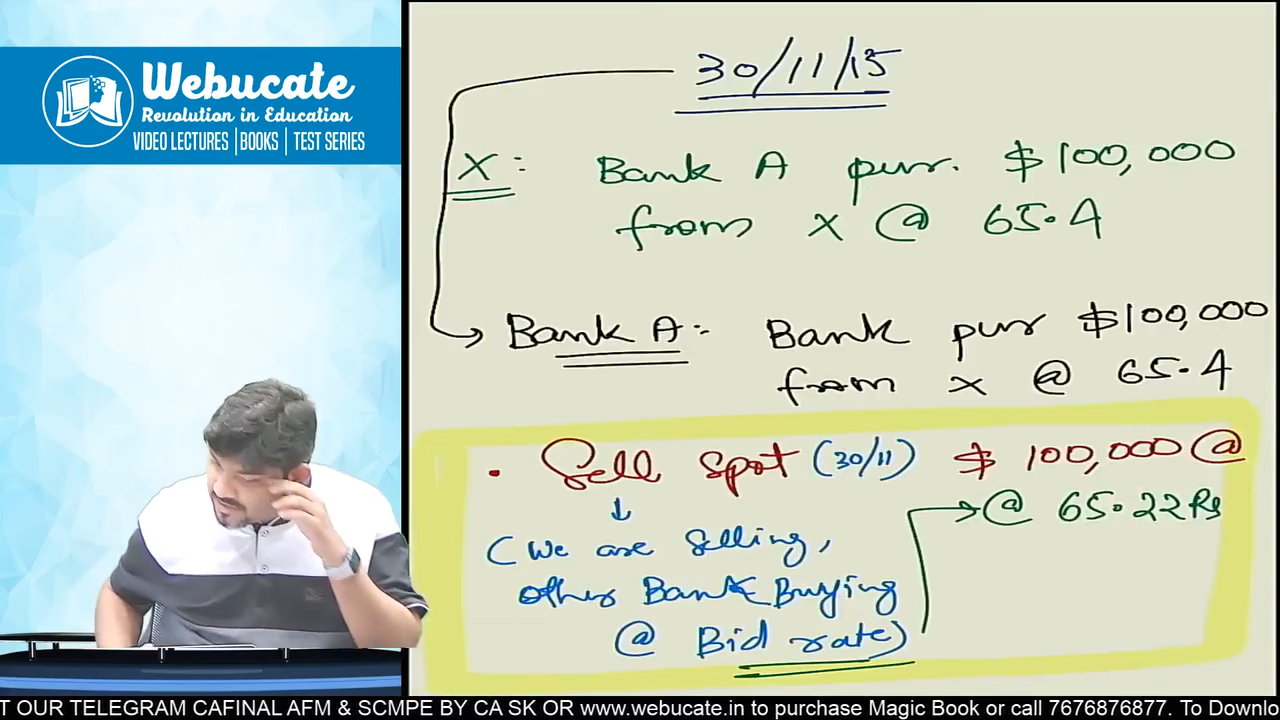 Webucate
Revolution in Education
VIDEO LECTURES | BOOKS | TEST SERIES
30/11/15
X: Bank A pur. $100,000
from X @ 65.4
Bank A:- Bank pur $100,000
from X @ 65.4
• Sell Spot (30/11) $ 100,000 @
@ 65.22 Rs
(We are selling,
other Bank Buying
@ Bid rate)
T OUR TELEGRAM CAFINAL AFM & SCMPE BY CA SK OR www.webucate.in to purchase Magic Book or call 7676876877. To Downlo